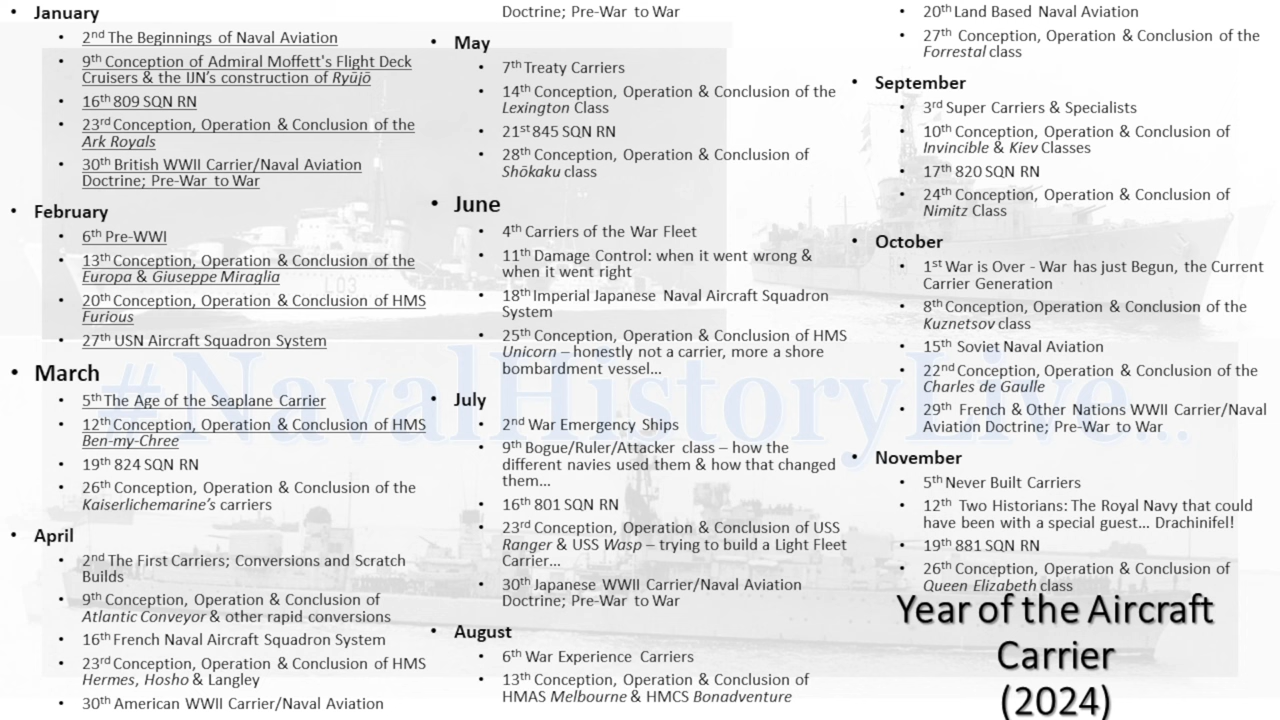 January
2nd The Beginnings of Naval Aviation
9th Conception of Admiral Moffett's Flight Deck
Cruisers & the IJN's construction of Ryūjō
16th 809 SQN RN
23rd Conception, Operation & Conclusion of the
Ark Royals
30th British WWII Carrier/Naval Aviation
Doctrine; Pre-War to War
February
6th Pre-WWI
13th Conception, Operation & Conclusion of the
Europa & Giuseppe Miraglia
20th Conception, Operation & Conclusion of HMS
Furious
27th USN Aircraft Squadron System
March
5th The Age of the Seaplane Carrier
12th Conception, Operation & Conclusion of HMS
Ben-my-Chree
19th 824 SQN RN
26th Conception, Operation & Conclusion of the
Kaiserlichemarine's carriers
April
2nd The First Carriers; Conversions and Scratch
Builds
9th Conception, Operation & Conclusion of
Atlantic Conveyor & other rapid conversions
16th French Naval Aircraft Squadron System
23rd Conception, Operation & Conclusion of HMS
Hermes, Hosho & Langley
30th American WWII Carrier/Naval Aviation
Doctrine; Pre-War to War
May
7th Treaty Carriers
14th Conception, Operation & Conclusion of the
Lexington Class
21st 845 SQN RN
28th Conception, Operation & Conclusion of
Shōkaku class
June
4th Carriers of the War Fleet
11th Damage Control: when it went wrong &
when it went right
18th Imperial Japanese Naval Aircraft Squadron
System
25th Conception, Operation & Conclusion of HMS
Unicorn – honestly not a carrier, more a shore
bombardment vessel...
July
2nd War Emergency Ships
9th Bogue/Ruler/Attacker class – how the
different navies used them & how that changed
them...
16th 801 SQN RN
23rd Conception, Operation & Conclusion of USS
Ranger & USS Wasp – trying to build a Light Fleet
Carrier...
30th Japanese WWII Carrier/Naval Aviation
Doctrine; Pre-War to War
August
6th War Experience Carriers
13th Conception, Operation & Conclusion of
HMAS Melbourne & HMCS Bonadventure
20th Land Based Naval Aviation
27th Conception, Operation & Conclusion of the
Forrestal class
September
3rd Super Carriers & Specialists
10th Conception, Operation & Conclusion of
Invincible & Kiev Classes
17th 820 SQN RN
24th Conception, Operation & Conclusion of
Nimitz Class
October
1st War is Over - War has just Begun, the Current
Carrier Generation
8th Conception, Operation & Conclusion of the
Kuznetsov class
15th Soviet Naval Aviation
22nd Conception, Operation & Conclusion of the
Charles de Gaulle
29th French & Other Nations WWII Carrier/Naval
Aviation Doctrine; Pre-War to War
November
5th Never Built Carriers
12th Two Historians: The Royal Navy that could
have been with a special guest... Drachinifel!
19th 881 SQN RN
26th Conception, Operation & Conclusion of
Queen Elizabeth class
Year of the Aircraft
Carrier
(2024)
#NavalHistoryLive...
L03